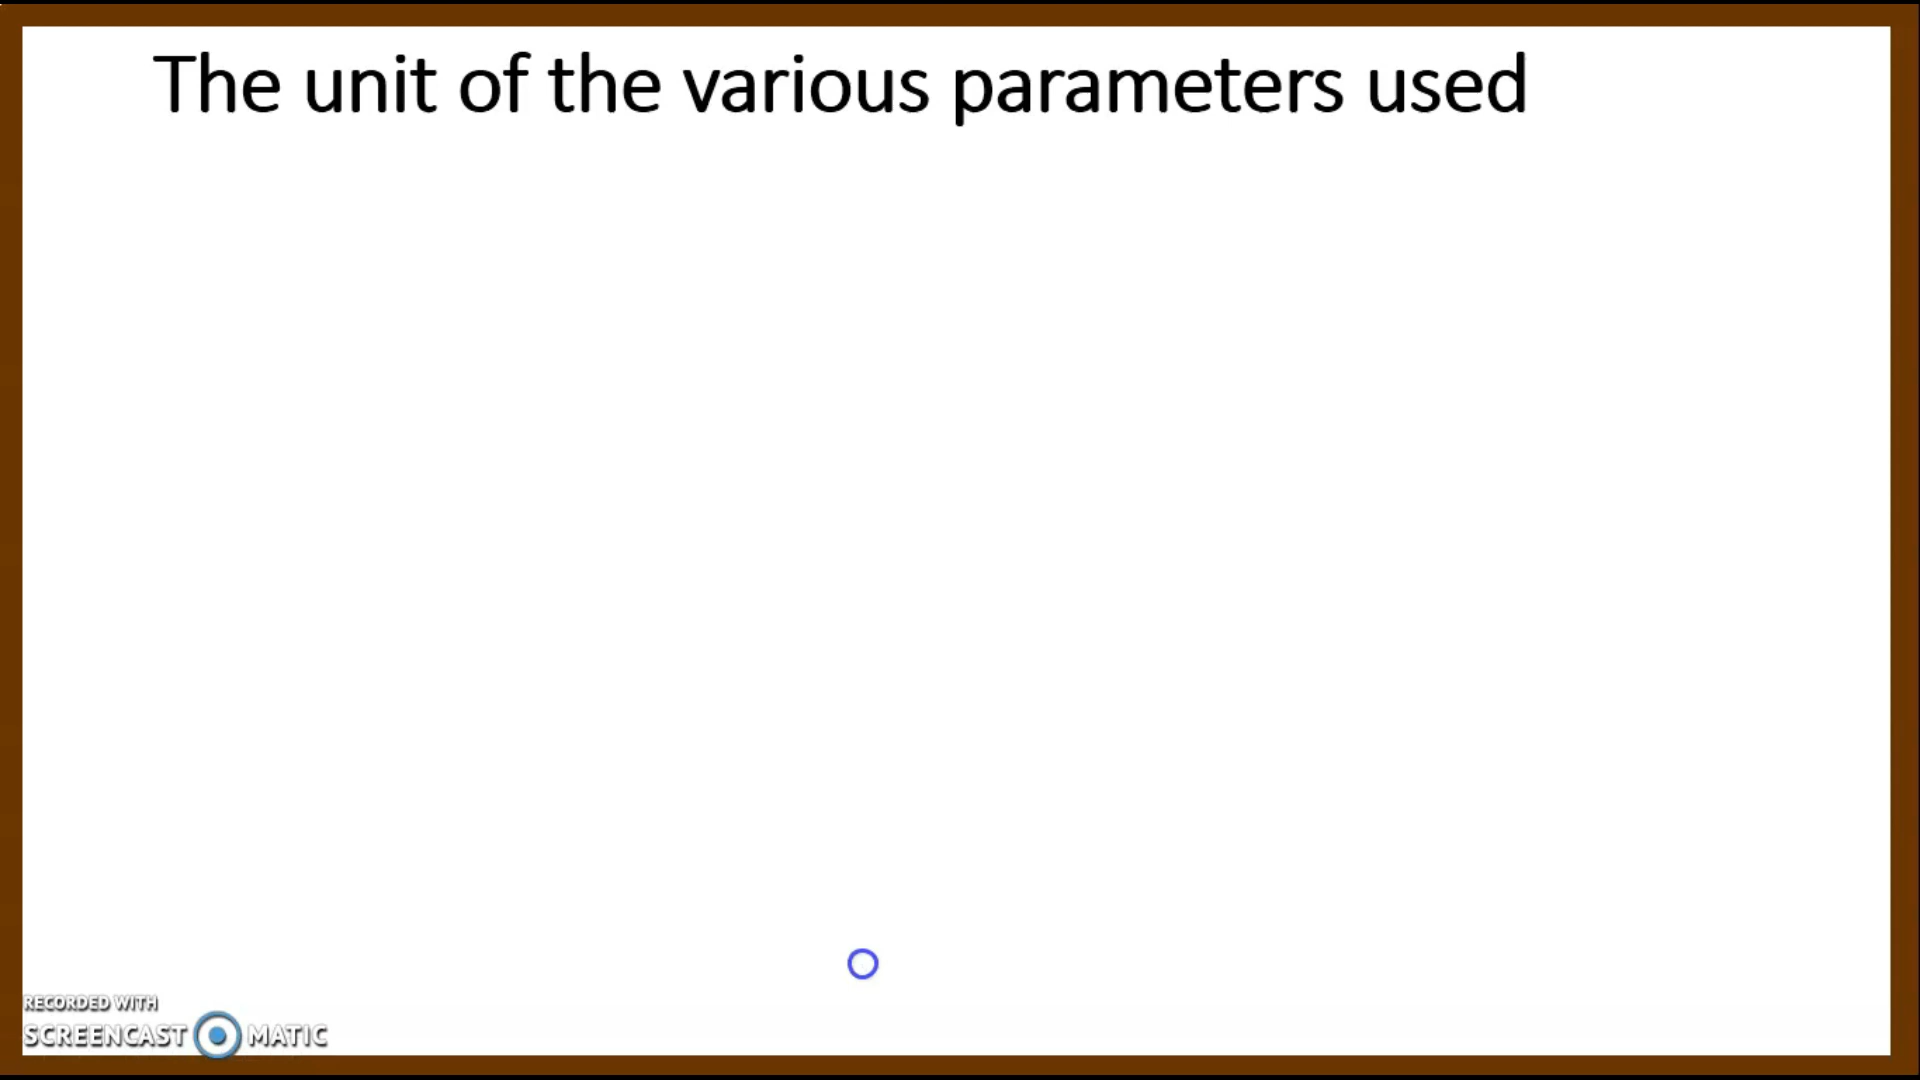 The unit of the various parameters used
RECORDED WITH
SCREENCAST MATIC